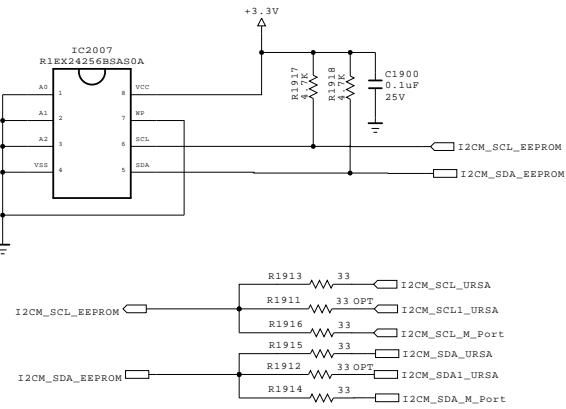 +3.3V
IC2007
R1EX24256BSAS0A
A0 1 8 VCC
A1 2 7 WP
A2 3 6 SCL
VSS 4 5 SDA
R1917 4.7K
R1918 4.7K
C1900
0.1uF
25V
I2CM_SCL_EEPROM
I2CM_SDA_EEPROM
R1913 33 I2CM_SCL_URSA
I2CM_SCL_EEPROM R1911 33 OPT I2CM_SCL1_URSA
R1916 33 I2CM_SCL_M_Port
R1915 33 I2CM_SDA_URSA
I2CM_SDA_EEPROM R1912 33 OPT I2CM_SDA1_URSA
R1914 33 I2CM_SDA_M_Port